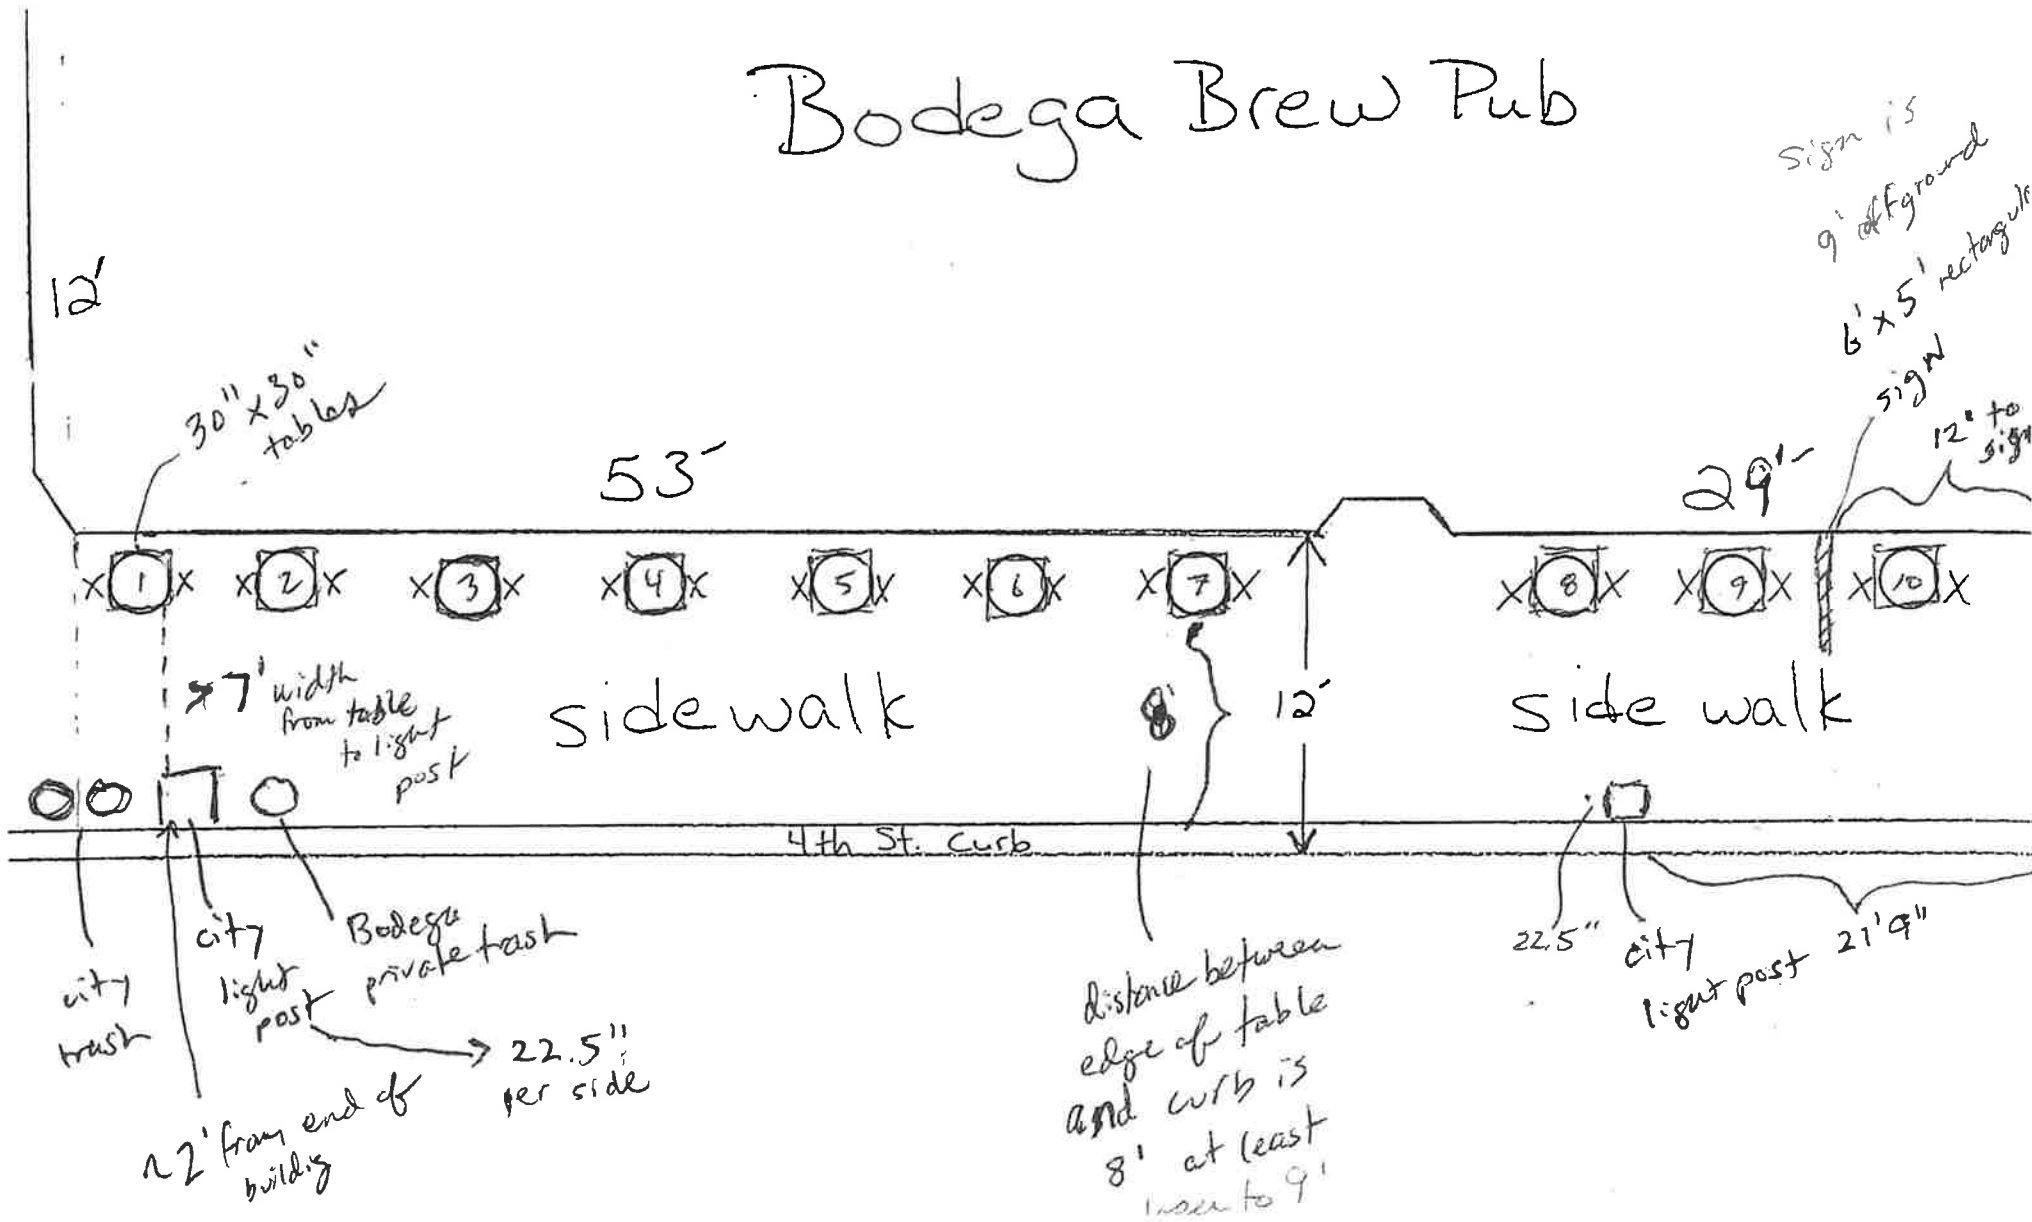 Bodega Brew Pub
sign is
9' off ground
6' x 5'
sign
12' to
12'
30" x 30"
tables
53'
29'
1
2
3
4
5
6
7
8
9
10
7' width
from table
to light
post
sidewalk
12'
side walk
4th St. Curb
city
trash
city
light
post
22.5"
per side
Bodega
private trash
~2' from end of
distance between
edge of table
and curb is
8' at least
to 9'
22.5"
city
light post
21'9"